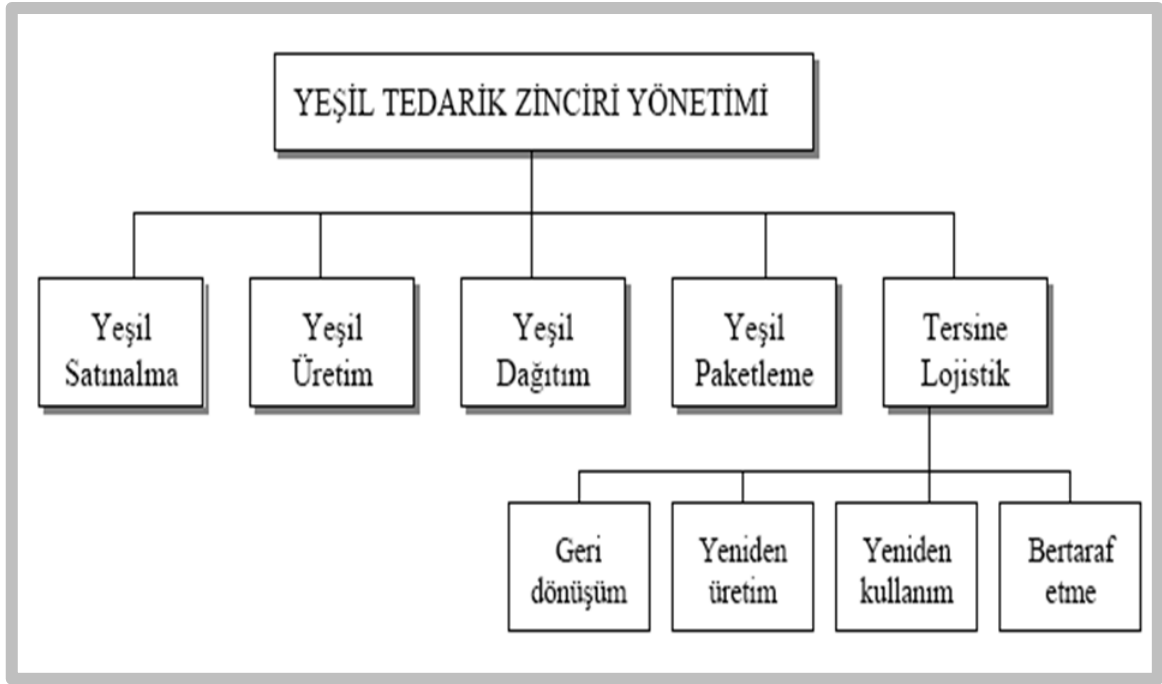 YEŞİL TEDARİK ZİNCİRİ YÖNETİMİ
Yeşil
Satınalma
Yeşil
Üretim
Yeşil
Dağıtım
Yeşil
Paketleme
Tersine
Lojistik
Geri
dönüşüm
Yeniden
üretim
Yeniden
kullanım
Bertaraf
etme